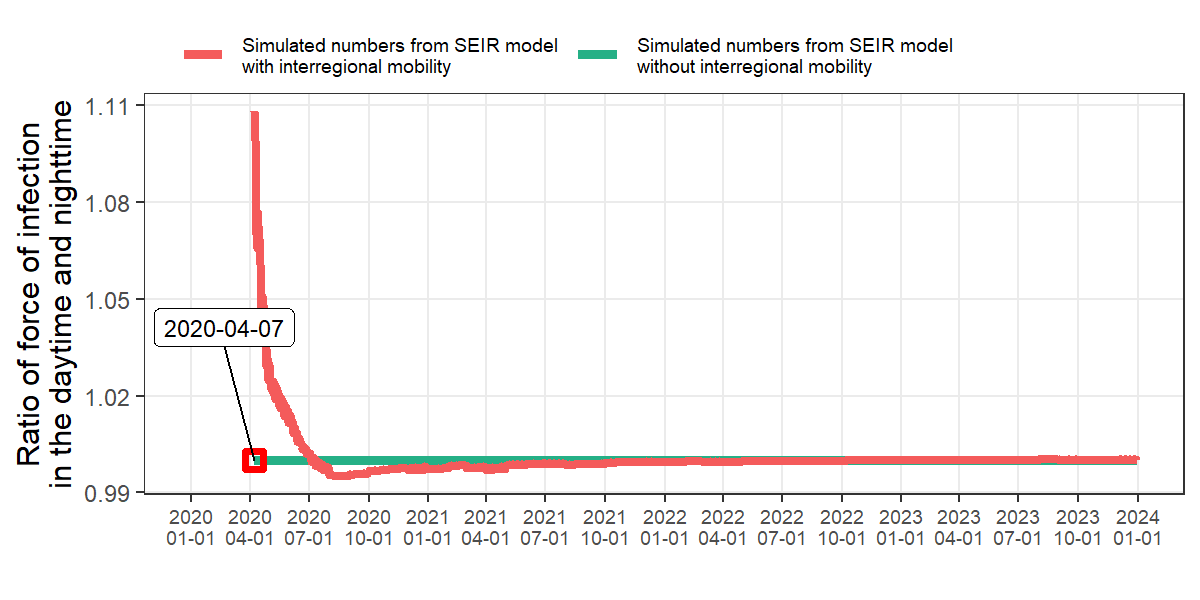 Simulated numbers from SEIR model
with interregional mobility
Simulated numbers from SEIR model
without interregional mobility
Ratio of force of infection
in the daytime and nighttime
1.11
1.08
1.05
1.02
0.99
2020-04-07
2020 2020 2020 2020 2021 2021 2021 2021 2022 2022 2022 2022 2023 2023 2023 2023 2024
01-01 04-01 07-01 10-01 01-01 04-01 07-01 10-01 01-01 04-01 07-01 10-01 01-01 04-01 07-01 10-01 01-01